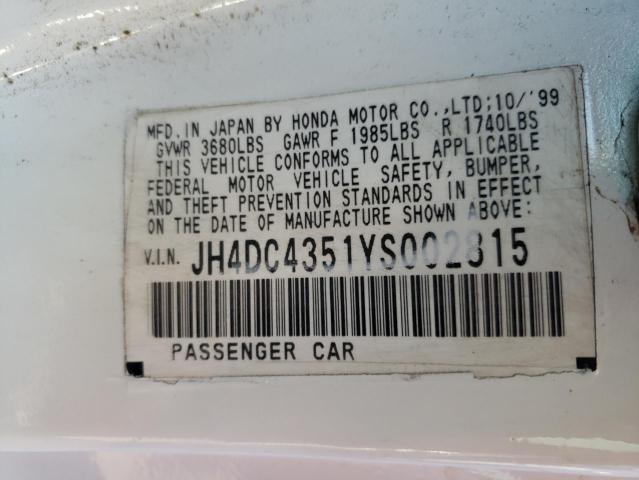 MFD. IN JAPAN BY HONDA MOTOR CO.,LTD;10/'99
GVWR 3680LBS GAWR F 1985LBS R 1740LBS
THIS VEHICLE CONFORMS TO ALL APPLICABLE
FEDERAL MOTOR VEHICLE SAFETY, BUMPER,
AND THEFT PREVENTION STANDARDS IN EFFECT
ON THE DATE OF MANUFACTURE SHOWN ABOVE:
V.I.N. JH4DC4351YS002815
PASSENGER CAR